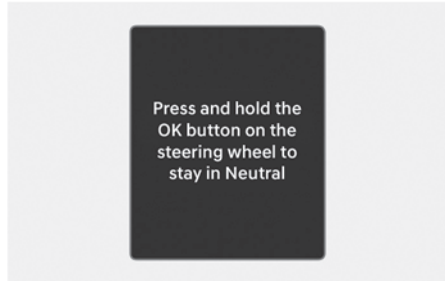 Press and hold the
OK button on the
steering wheel to
stay in Neutral